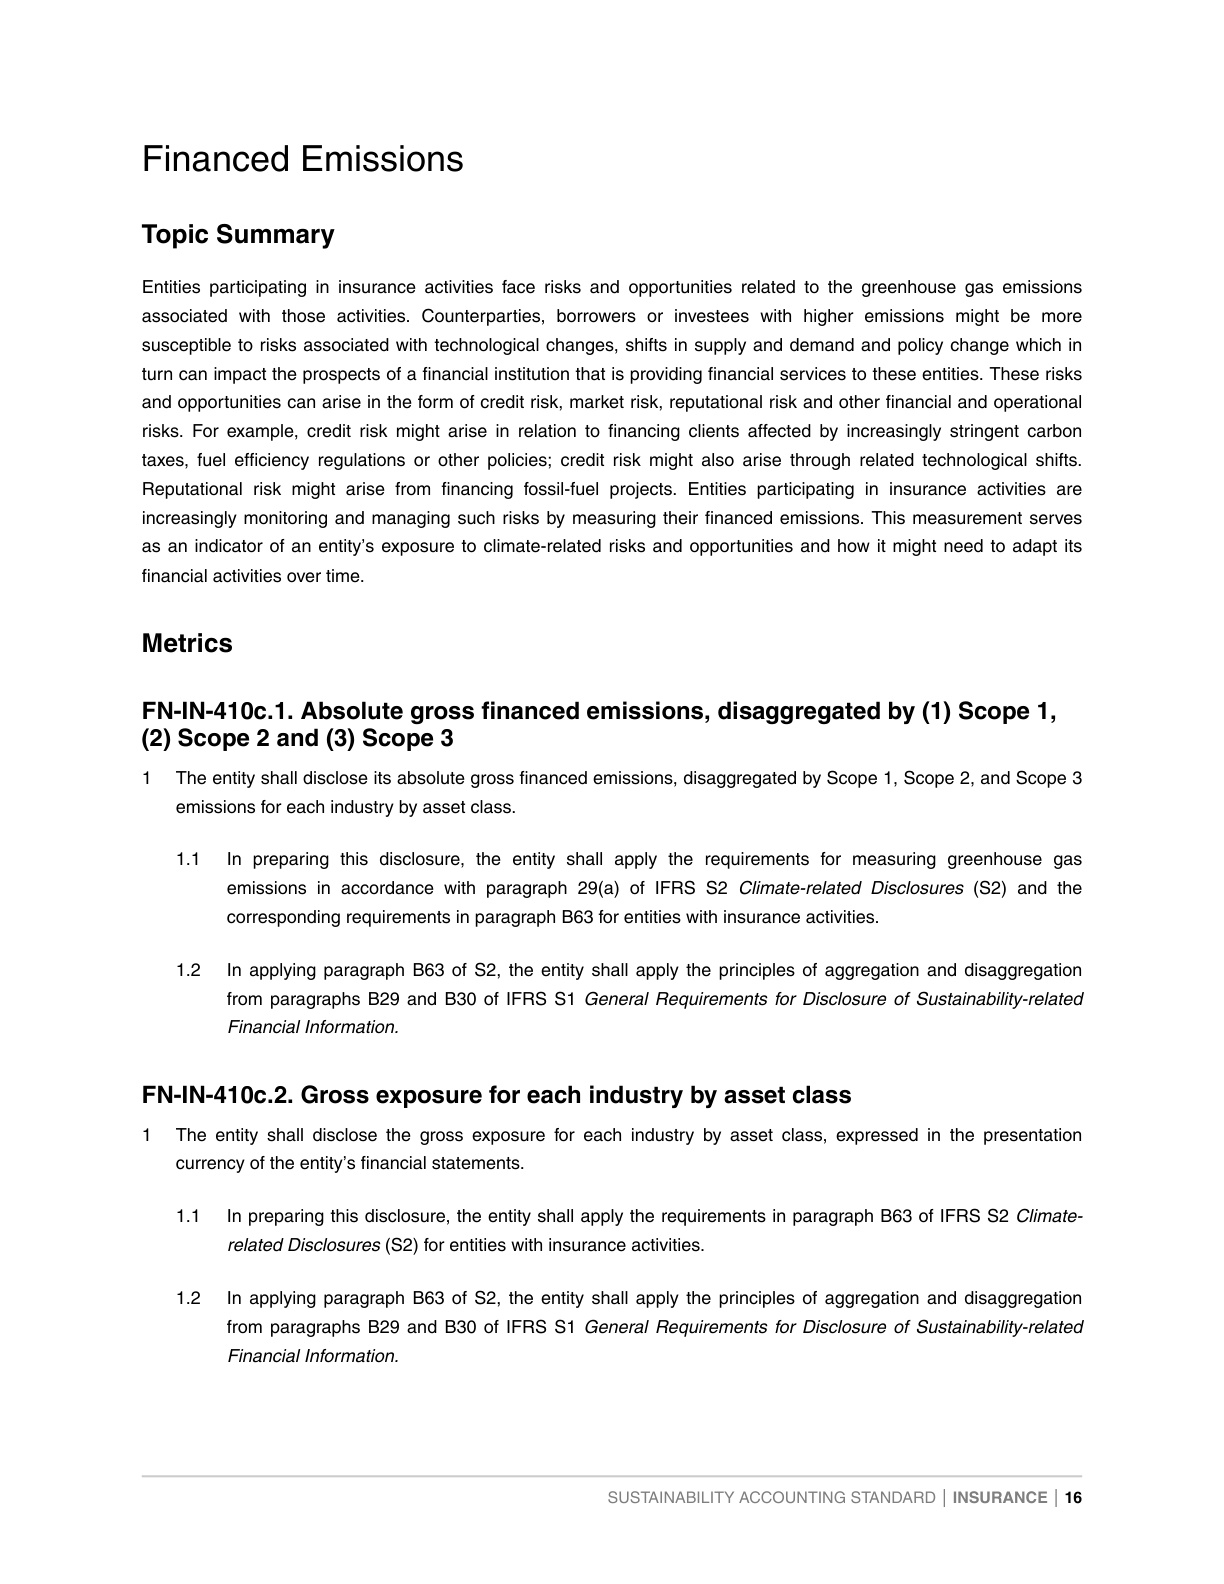 Financed Emissions
Topic Summary
Entities participating in insurance activities face risks and opportunities related to the greenhouse gas emissions
associated with those activities. Counterparties, borrowers or investees with higher emissions might be more
susceptible to risks associated with technological changes, shifts in supply and demand and policy change which in
turn can impact the prospects of a financial institution that is providing financial services to these entities. These risks
and opportunities can arise in the form of credit risk, market risk, reputational risk and other financial and operational
risks. For example, credit risk might arise in relation to financing clients affected by increasingly stringent carbon
taxes, fuel efficiency regulations or other policies; credit risk might also arise through related technological shifts.
Reputational risk might arise from financing fossil-fuel projects. Entities participating in insurance activities are
increasingly monitoring and managing such risks by measuring their financed emissions. This measurement serves
as an indicator of an entity’s exposure to climate-related risks and opportunities and how it might need to adapt its
financial activities over time.
Metrics
FN-IN-410c.1. Absolute gross financed emissions, disaggregated by (1) Scope 1,
(2) Scope 2 and (3) Scope 3
1 The entity shall disclose its absolute gross financed emissions, disaggregated by Scope 1, Scope 2, and Scope 3
emissions for each industry by asset class.
1.1 In preparing this disclosure, the entity shall apply the requirements for measuring greenhouse gas
emissions in accordance with paragraph 29(a) of IFRS S2 Climate-related Disclosures (S2) and the
corresponding requirements in paragraph B63 for entities with insurance activities.
1.2 In applying paragraph B63 of S2, the entity shall apply the principles of aggregation and disaggregation
from paragraphs B29 and B30 of IFRS S1 General Requirements for Disclosure of Sustainability-related
Financial Information.
FN-IN-410c.2. Gross exposure for each industry by asset class
1 The entity shall disclose the gross exposure for each industry by asset class, expressed in the presentation
currency of the entity’s financial statements.
1.1 In preparing this disclosure, the entity shall apply the requirements in paragraph B63 of IFRS S2 Climate-
related Disclosures (S2) for entities with insurance activities.
1.2 In applying paragraph B63 of S2, the entity shall apply the principles of aggregation and disaggregation
from paragraphs B29 and B30 of IFRS S1 General Requirements for Disclosure of Sustainability-related
Financial Information.
SUSTAINABILITY ACCOUNTING STANDARD | INSURANCE | 16